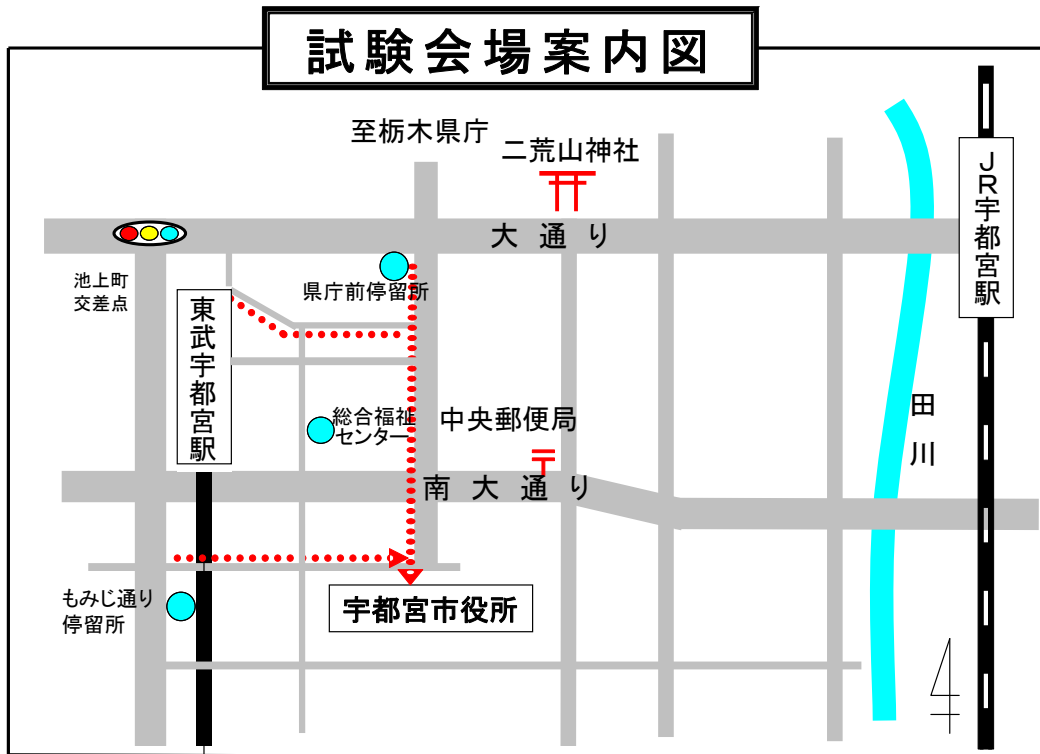 試験会場案内図
至栃木県庁
二荒山神社
大通り
池上町
交差点
県庁前停留所
東武宇都宮駅
JR宇都宮駅
総合福祉
センター
中央郵便局
田川
南大通り
もみじ通り
停留所
宇都宮市役所